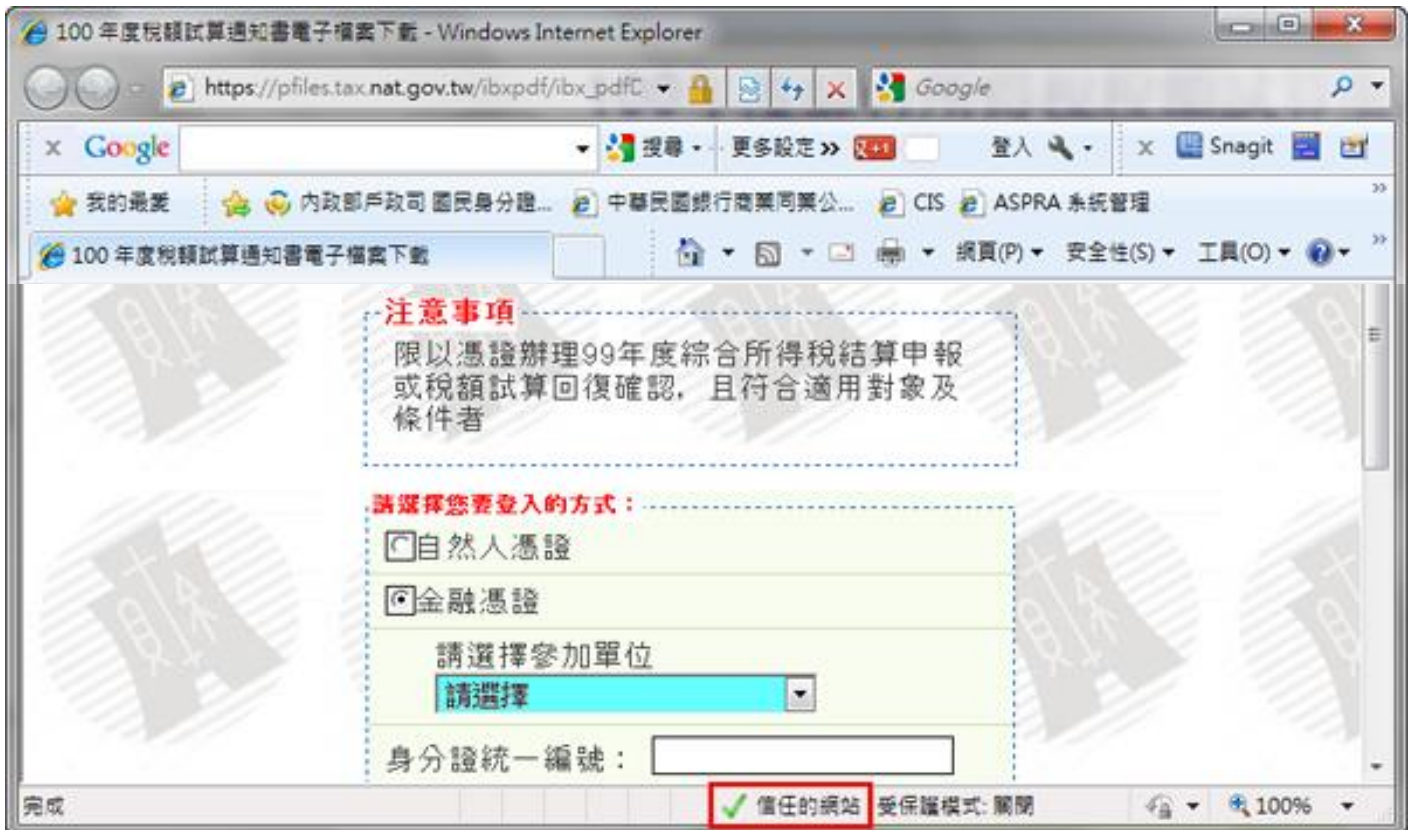 100 年度稅額試算通知書電子檔案下載 - Windows Internet Explorer
https://pfiles.tax.nat.gov.tw/ibxpdf/ibx_pdfD Google
x Google 搜尋 更多設定 >> 登入 x Snagit
我的最愛 內政部戶政司 國民身分證... 中華民國銀行商業同業公... CIS ASPRA 系統管理
100 年度稅額試算通知書電子檔案下載 網頁(P) 安全性(S) 工具(O)
注意事項
限以憑證辦理99年度綜合所得稅結算申報
或稅額試算回復確認，且符合適用對象及
條件者
請選擇您要登入的方式：
自然人憑證
金融憑證
請選擇參加單位
請選擇
身分證統一編號：
完成 信任的網站 受保護模式: 關閉 100%